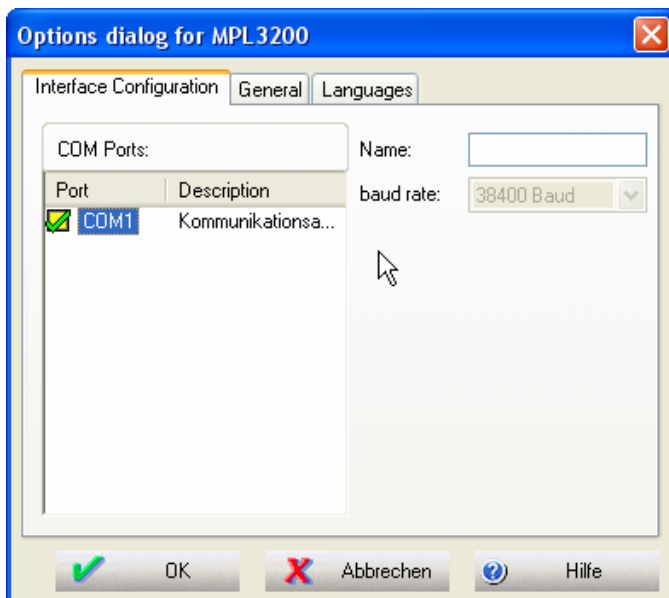 Options dialog for MPL3200
Interface Configuration General Languages
COM Ports:
Name:
Port Description
baud rate: 38400 Baud
COM1 Kommunikationsa...
OK Abbrechen Hilfe